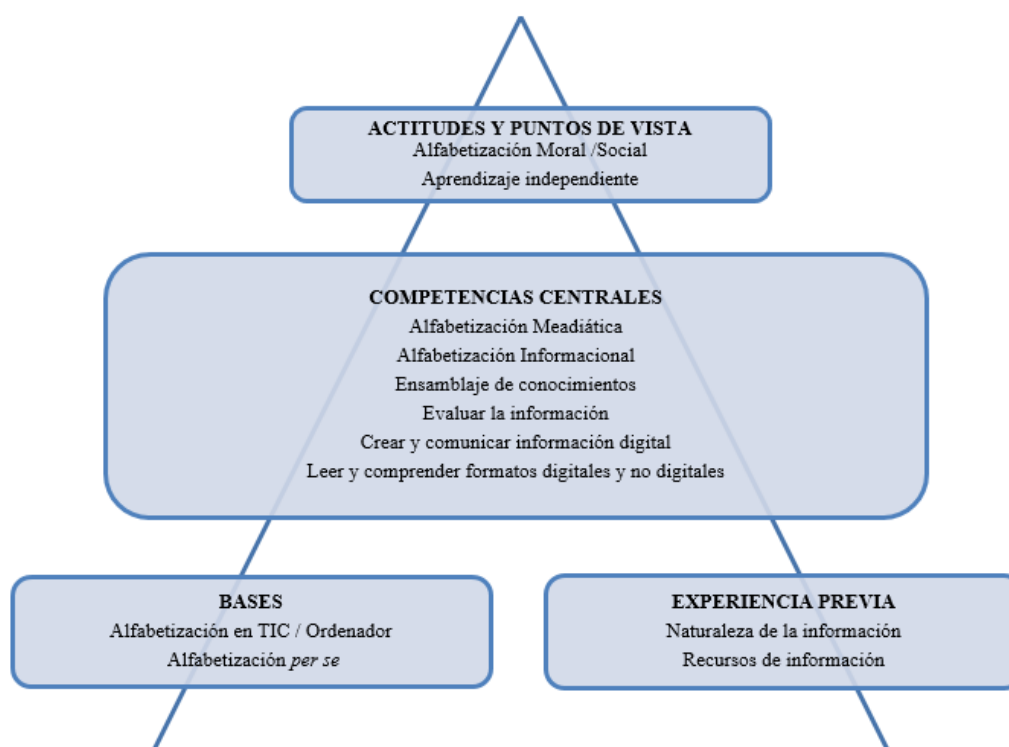 ACTITUDES Y PUNTOS DE VISTA
Alfabetización Moral /Social
Aprendizaje independiente
COMPETENCIAS CENTRALES
Alfabetización Meadiática
Alfabetización Informacional
Ensamblaje de conocimientos
Evaluar la información
Crear y comunicar información digital
Leer y comprender formatos digitales y no digitales
BASES
Alfabetización en TIC / Ordenador
Alfabetización per se
EXPERIENCIA PREVIA
Naturaleza de la información
Recursos de información